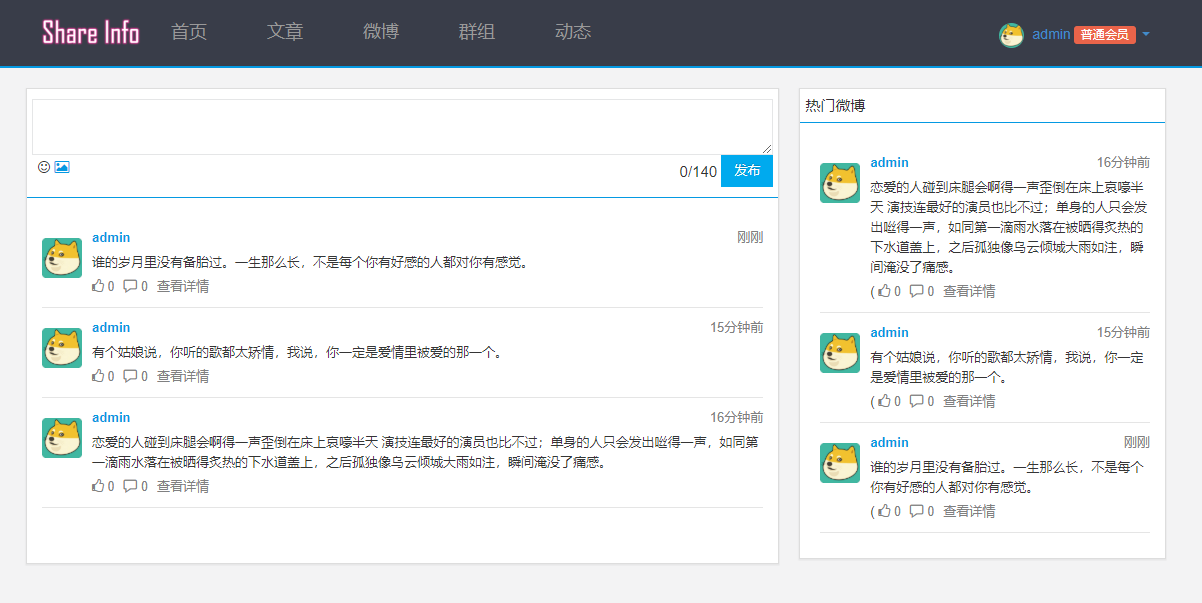 Share Info 首页 文章 微博 群组 动态 admin 普通会员
0/140 发布
admin 刚刚
谁的岁月里没有备胎过。一生那么长，不是每个你有好感的人都对你有感觉。
0 0 查看详情
admin 15分钟前
有个姑娘说，你听的歌都太矫情，我说，你一定是爱情里被爱的那一个。
0 0 查看详情
admin 16分钟前
恋爱的人碰到床腿会啊得一声歪倒在床上哀嚎半天 演技连最好的演员也比不过；单身的人只会发出咝得一声，如同第
一滴雨水落在被晒得炙热的下水道盖上，之后孤独像乌云倾城大雨如注，瞬间淹没了痛感。
0 0 查看详情
热门微博
admin 16分钟前
恋爱的人碰到床腿会啊得一声歪倒在床上哀嚎半
天 演技连最好的演员也比不过；单身的人只会发
出咝得一声，如同第一滴雨水落在被晒得炙热的
下水道盖上，之后孤独像乌云倾城大雨如注，瞬
间淹没了痛感。
( 0 0 查看详情
admin 15分钟前
有个姑娘说，你听的歌都太矫情，我说，你一定
是爱情里被爱的那一个。
( 0 0 查看详情
admin 刚刚
谁的岁月里没有备胎过。一生那么长，不是每个
你有好感的人都对你有感觉。
( 0 0 查看详情